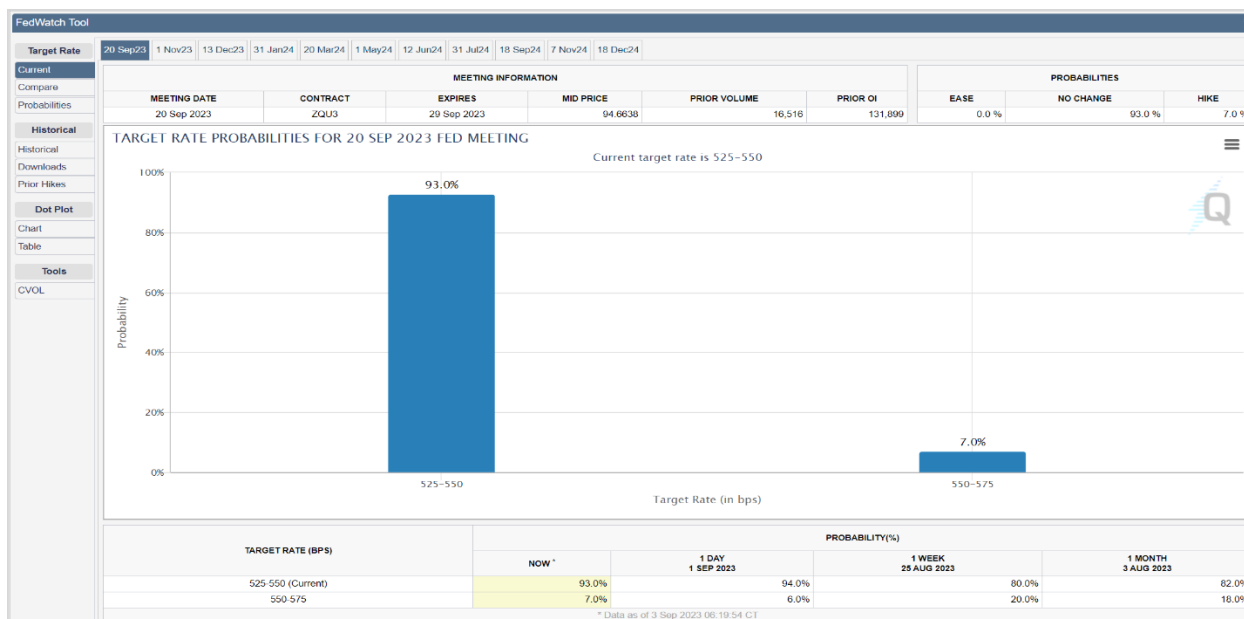 FedWatch Tool
Target Rate
Current
Compare
Probabilities
Historical
Historical
Downloads
Prior Hikes
Dot Plot
Chart
Table
Tools
CVOL
20 Sep23 1 Nov23 13 Dec23 31 Jan24 20 Mar24 1 May24 12 Jun24 31 Jul24 18 Sep24 7 Nov24 18 Dec24
MEETING INFORMATION PROBABILITIES
MEETING DATE CONTRACT EXPIRES MID PRICE PRIOR VOLUME PRIOR OI EASE NO CHANGE HIKE
20 Sep 2023 ZQU3 29 Sep 2023 94.6638 16,516 131,899 0.0 % 93.0 % 7.0 %
TARGET RATE PROBABILITIES FOR 20 SEP 2023 FED MEETING
Current target rate is 525-550
100%
93.0%
Q
80%
60%
Probability
40%
20%
7.0%
0%
525-550 550-575
Target Rate (in bps)
TARGET RATE (BPS) PROBABILITY(%)
NOW * 1 DAY 1 WEEK 1 MONTH
1 SEP 2023 25 AUG 2023 3 AUG 2023
525-550 (Current) 93.0% 94.0% 80.0% 82.0%
550-575 7.0% 6.0% 20.0% 18.0%
* Data as of 3 Sep 2023 08:19:54 CT